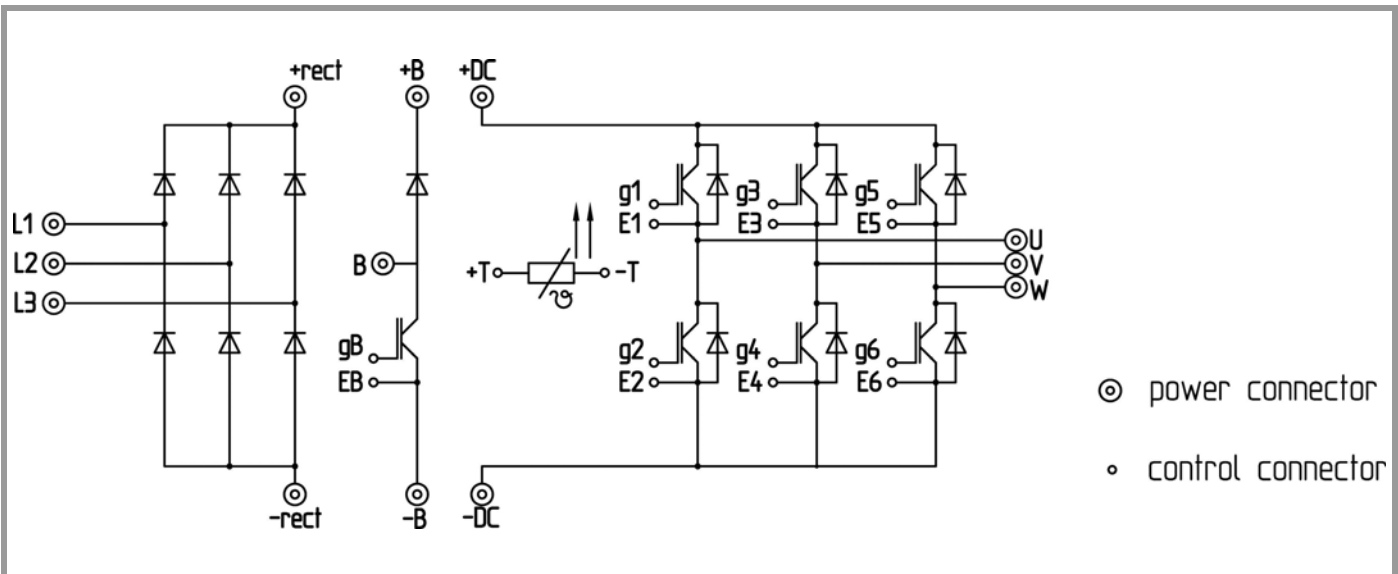 +rect +B +DC
g1 g3 g5
L1 E1 E3 E5
U
L2 B +T -T V
ϑ
L3 W
gB g2 g4 g6
EB E2 E4 E6
power connector
control connector
-rect -B -DC